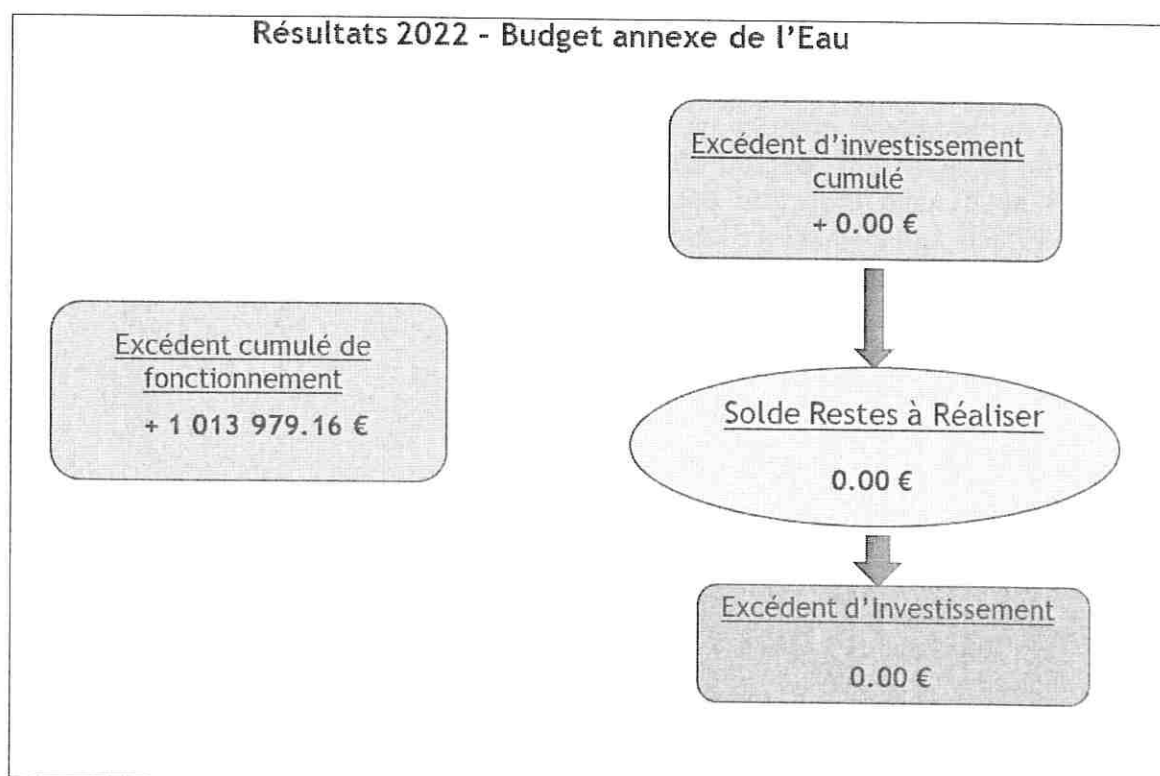 Résultats 2022 - Budget annexe de l'Eau
Excédent d'investissement
cumulé
+ 0.00 €
Excédent cumulé de
fonctionnement
+ 1 013 979.16 €
Solde Restes à Réaliser
0.00 €
Excédent d'Investissement
0.00 €